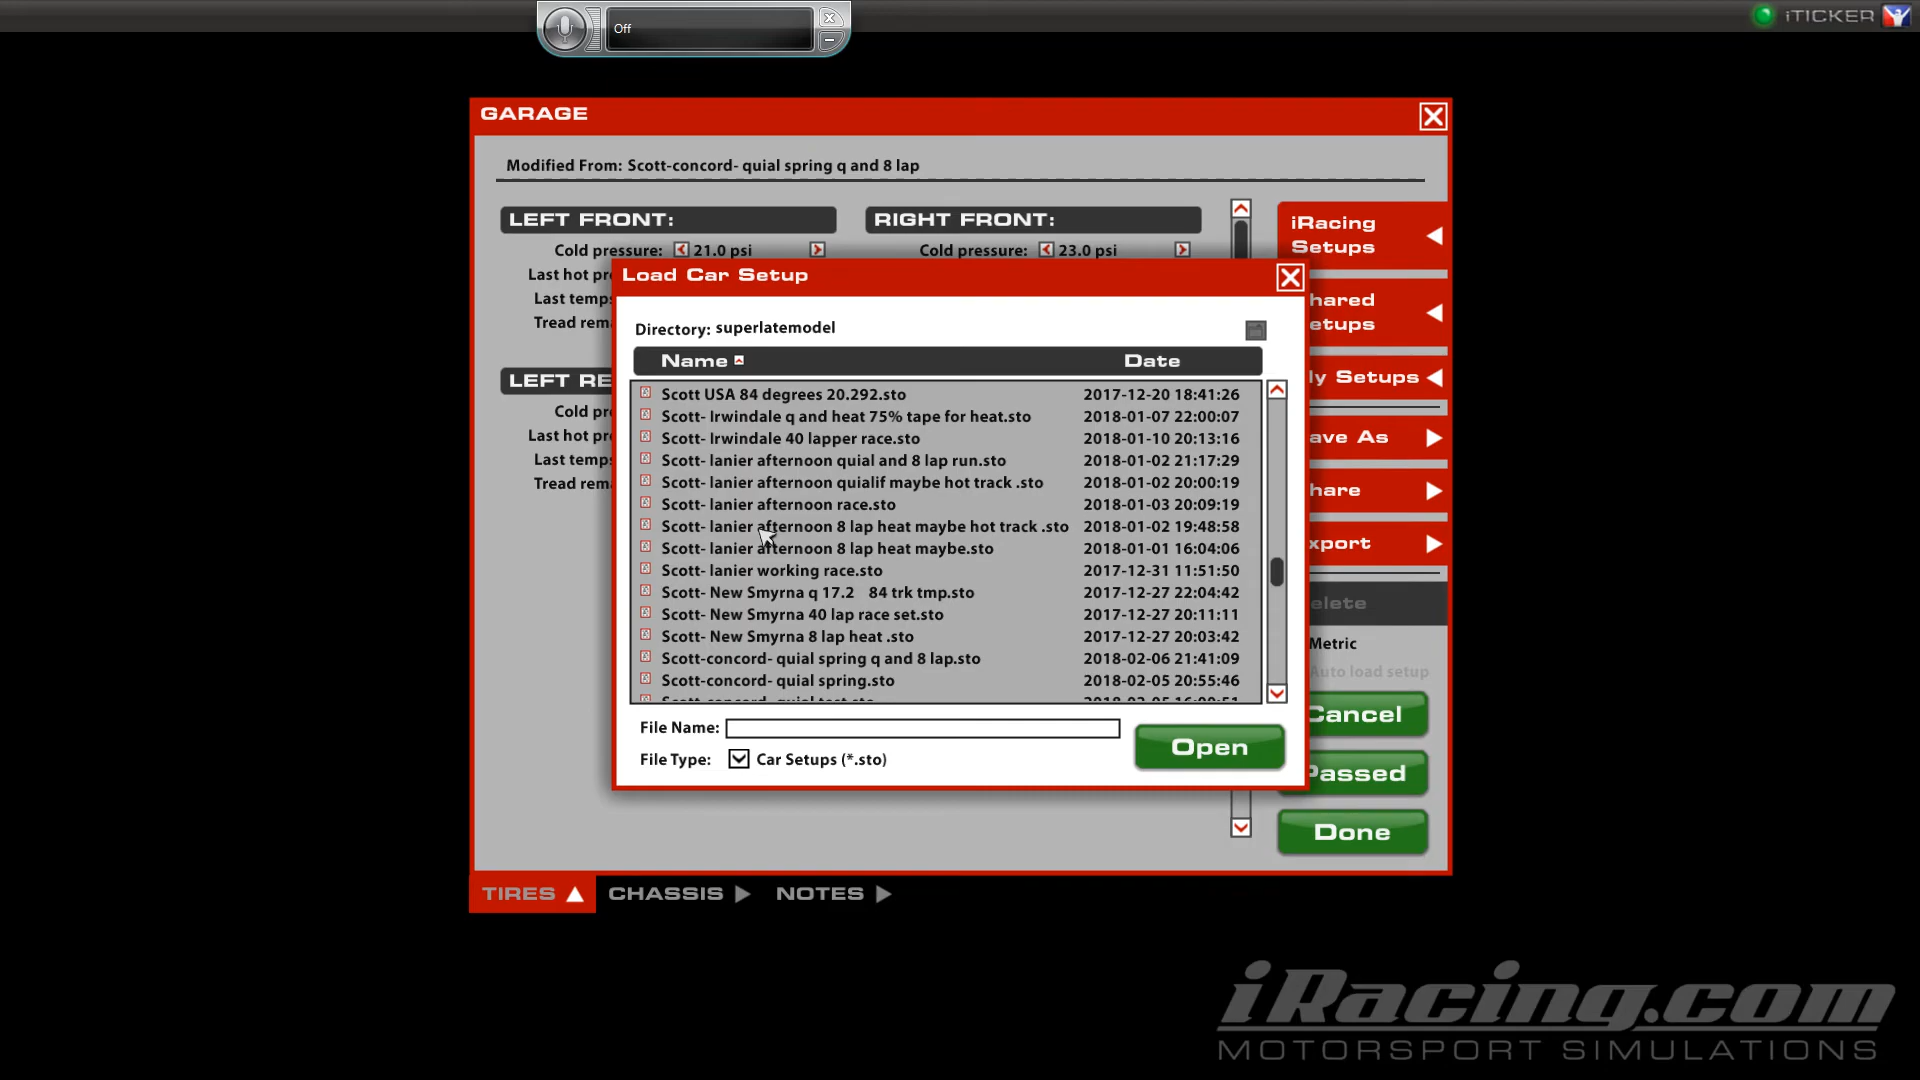 Off
iTICKER
GARAGE
Modified From: Scott-concord- quial spring q and 8 lap
LEFT FRONT:
RIGHT FRONT:
Cold pressure: 21.0 psi
Cold pressure: 23.0 psi
Last hot pr
Last temps
Tread rema
LEFT RE
Cold pr
Last hot pr
Last temps
Tread rema
iRacing
Setups
hared
etups
y Setups
ave As
hare
xport
elete
Metric
Auto load setup
Cancel
Passed
Done
Load Car Setup
Directory: superlatemodel
Name Date
Scott USA 84 degrees 20.292.sto 2017-12-20 18:41:26
Scott- Irwindale q and heat 75% tape for heat.sto 2018-01-07 22:00:07
Scott- Irwindale 40 lapper race.sto 2018-01-10 20:13:16
Scott- lanier afternoon quial and 8 lap run.sto 2018-01-02 21:17:29
Scott- lanier afternoon qualif maybe hot track .sto 2018-01-02 20:00:19
Scott- lanier afternoon race.sto 2018-01-03 20:09:19
Scott- lanier afternoon 8 lap heat maybe hot track .sto 2018-01-02 19:48:58
Scott- lanier afternoon 8 lap heat maybe.sto 2018-01-01 16:04:06
Scott- lanier working race.sto 2017-12-31 11:51:50
Scott- New Smyrna q 17.2 84 trk tmp.sto 2017-12-27 22:04:42
Scott- New Smyrna 40 lap race set.sto 2017-12-27 20:11:11
Scott- New Smyrna 8 lap heat .sto 2017-12-27 20:03:42
Scott-concord- quial spring q and 8 lap.sto 2018-02-06 21:41:09
Scott-concord- quial spring.sto 2018-02-05 20:55:46
File Name:
File Type: Car Setups (*.sto)
Open
TIRES CHASSIS NOTES
iRacing.com
MOTORSPORT SIMULATIONS